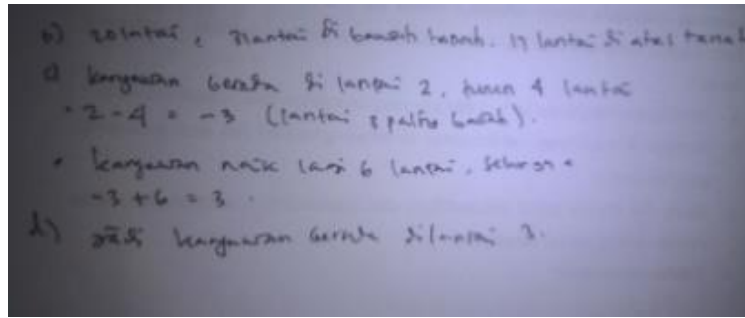 b) 20 lantai, 3 lantai di bawah tanah. 17 lantai di atas tanah
c) karyawan berada di lantai 2, turun 4 lantai
= 2 - 4 = -3 (lantai 3 paling bawah).
• karyawan naik lagi 6 lantai, sehingga
-3 + 6 = 3.
d) Jadi karyawan berada dilantai 3.